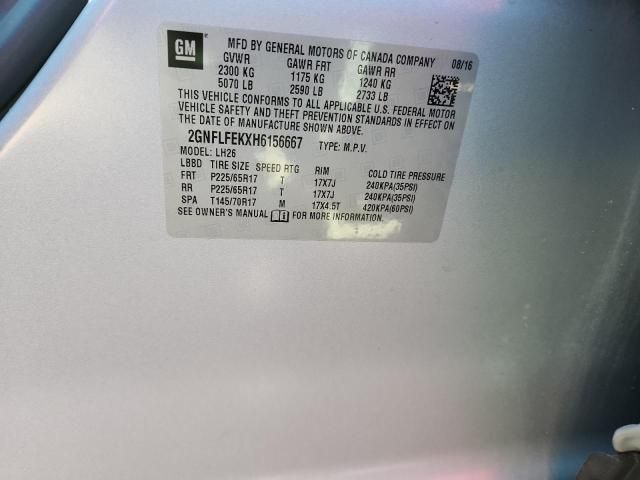 GM
MFD BY GENERAL MOTORS OF CANADA COMPANY 08/16
GVWR GAWR FRT GAWR RR
2300 KG 1175 KG 1240 KG
5070 LB 2590 LB 2733 LB
THIS VEHICLE CONFORMS TO ALL APPLICABLE U.S. FEDERAL MOTOR
VEHICLE SAFETY AND THEFT PREVENTION STANDARDS IN EFFECT ON
THE DATE OF MANUFACTURE SHOWN ABOVE.
2GNFLFEKXH6156667 TYPE: M.P.V.
MODEL: LH26
LBBD TIRE SIZE SPEED RTG RIM COLD TIRE PRESSURE
FRT P225/65R17 T 17X7J 240KPA(35PSI)
RR P225/65R17 T 17X7J 240KPA(35PSI)
SPA T145/70R17 M 17X4.5T 420KPA(60PSI)
SEE OWNER'S MANUAL FOR MORE INFORMATION.